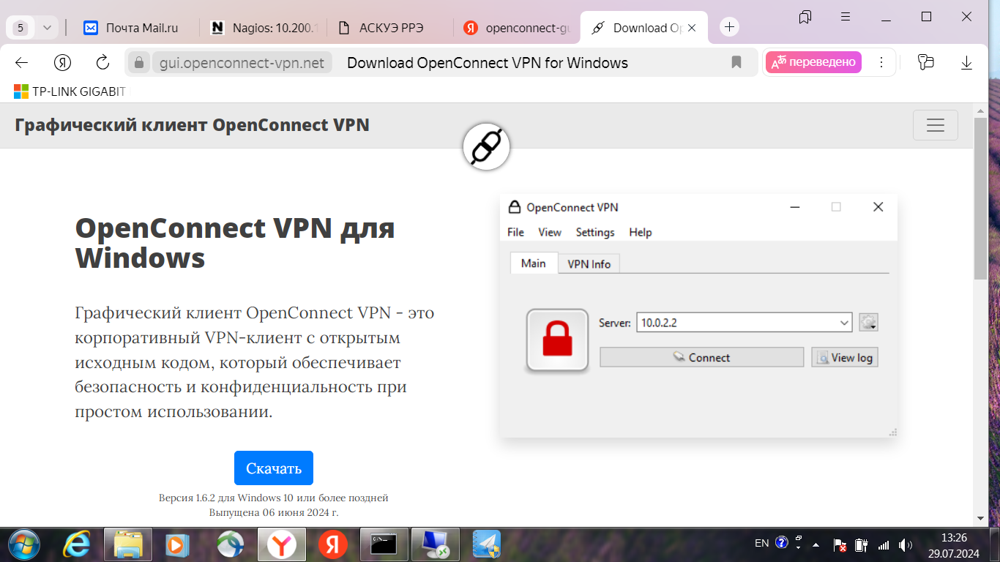 5
Почта Mail.ru
Nagios: 10.200.1
АСКУЭ РРЭ
openconnect-gu
Download Op
gui.openconnect-vpn.net
Download OpenConnect VPN for Windows
переведено
TP-LINK GIGABIT
Графический клиент OpenConnect VPN
OpenConnect VPN для
Windows
Графический клиент OpenConnect VPN - это
корпоративный VPN-клиент с открытым
исходным кодом, который обеспечивает
безопасность и конфиденциальность при
простом использовании.
Скачать
Версия 1.6.2 для Windows 10 или более поздней
Выпущена 06 июня 2024 г.
OpenConnect VPN
File View Settings Help
Main VPN Info
Server: 10.0.2.2
Connect View log
EN
13:26
29.07.2024